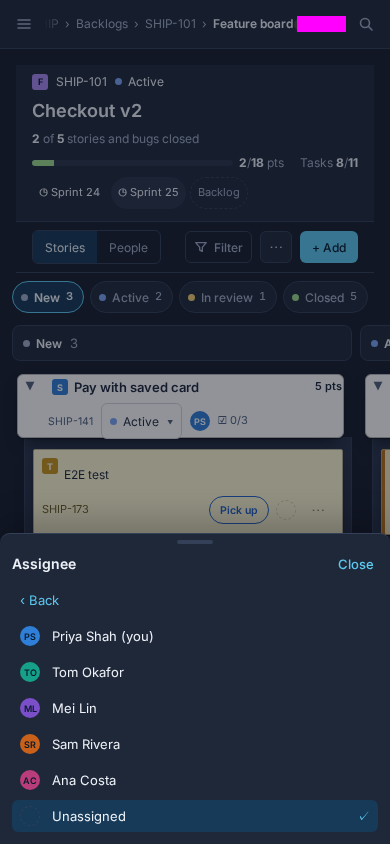 IP › Backlogs › SHIP-101 › Feature board
F SHIP-101 Active
Checkout v2
2 of 5 stories and bugs closed
2/18 pts Tasks 8/11
Sprint 24 Sprint 25 Backlog
Stories People Filter ··· + Add
New 3 Active 2 In review 1 Closed 5
New 3 A
S Pay with saved card 5 pts
SHIP-141 Active PS 0/3
T E2E test
SHIP-173 Pick up ···
Assignee Close
‹ Back
PS Priya Shah (you)
TO Tom Okafor
ML Mei Lin
SR Sam Rivera
AC Ana Costa
Unassigned ✓